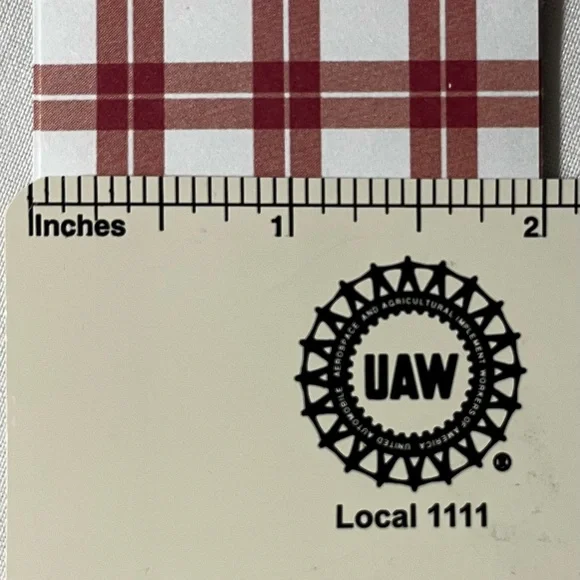 Inches 1 2
UNITED AUTOMOBILE AEROSPACE AND AGRICULTURAL IMPLEMENT WORKERS OF AMERICA
UAW
®
Local 1111